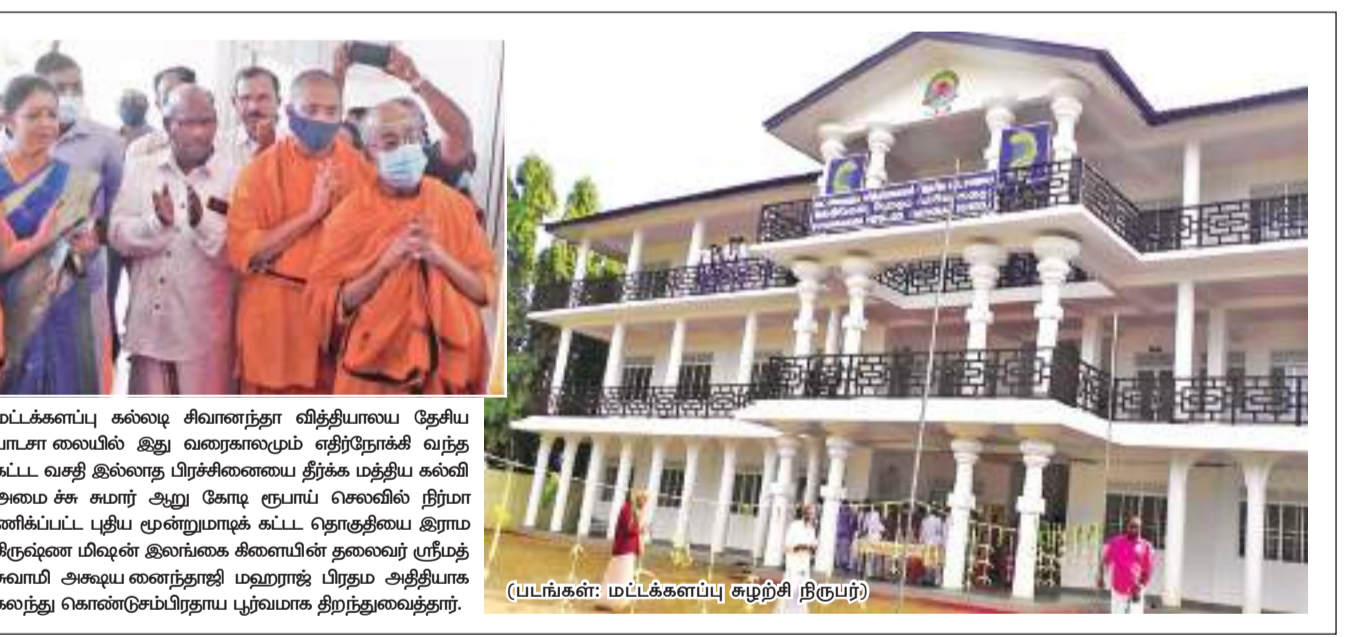 மட்டக்களப்பு கல்லடி சிவானந்தா வித்தியாலய தேசிய
பாடசா லையில் இது வரைகாலமும் எதிர்நோக்கி வந்த
கட்டட வசதி இல்லாத பிரச்சினையை தீர்க்க மத்திய கல்வி
அமை ச்சு சுமார் ஆறு கோடி ரூபாய் செலவில் நிர்மா
ணிக்ப்பட்ட புதிய மூன்றுமாடிக் கட்டட தொகுதியை இராம
கிருஷ்ண மிஷன் இலங்கை கிளையின் தலைவர் ஸ்ரீமத்
சுவாமி அக்ஷய னைந்தாஜி மஹராஜ் பிரதம அதிதியாக
கலந்து கொண்டுசம்பிரதாய பூர்வமாக திறந்துவைத்தார்.
(படங்கள்: மட்டக்களப்பு சுழற்சி நிருபர்)